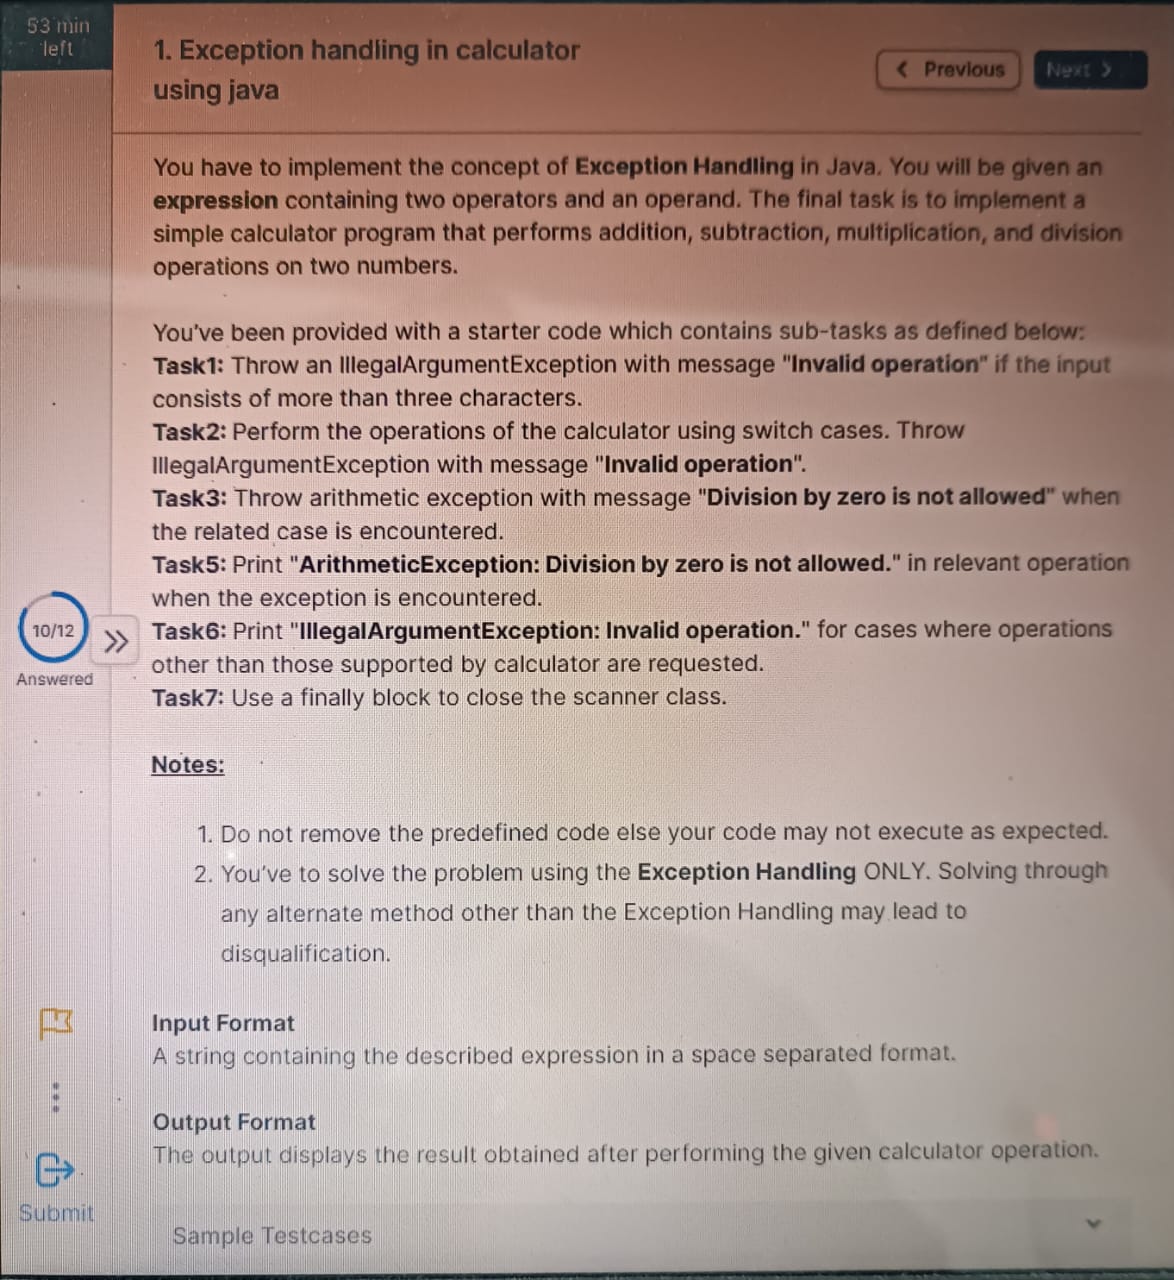 53 min
left
1. Exception handling in calculator
using java
Previous
Next
You have to implement the concept of Exception Handling in Java. You will be given an
expression containing two operators and an operand. The final task is to implement a
simple calculator program that performs addition, subtraction, multiplication, and division
operations on two numbers.
You've been provided with a starter code which contains sub-tasks as defined below:
Task1: Throw an IllegalArgumentException with message "Invalid operation" if the input
consists of more than three characters.
Task2: Perform the operations of the calculator using switch cases. Throw
IllegalArgumentException with message "Invalid operation".
Task3: Throw arithmetic exception with message "Division by zero is not allowed" when
the related case is encountered.
Task5: Print "ArithmeticException: Division by zero is not allowed." in relevant operation
when the exception is encountered.
Task6: Print "IllegalArgumentException: Invalid operation." for cases where operations
other than those supported by calculator are requested.
Task7: Use a finally block to close the scanner class.
10/12
Answered
Notes:
1. Do not remove the predefined code else your code may not execute as expected.
2. You've to solve the problem using the Exception Handling ONLY. Solving through
any alternate method other than the Exception Handling may lead to
disqualification.
Input Format
A string containing the described expression in a space separated format.
Output Format
The output displays the result obtained after performing the given calculator operation.
Submit
Sample Testcases